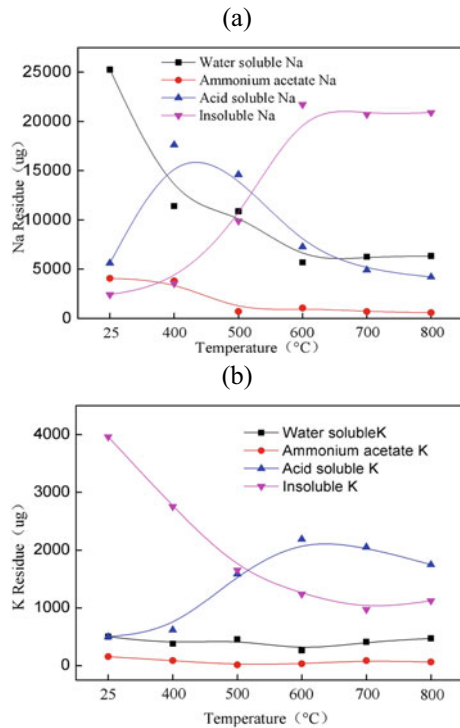 (a)
Water soluble Na
Ammonium acetate Na
Acid soluble Na
Insoluble Na
25000
20000
15000
10000
5000
0
Na Residue (ug)
25 400 500 600 700 800
Temperature（°C）
(b)
Water solubleK
Ammonium acetate K
Acid soluble K
Insoluble K
4000
3000
2000
1000
0
K Residue (ug)
25 400 500 600 700 800
Temperature（°C）